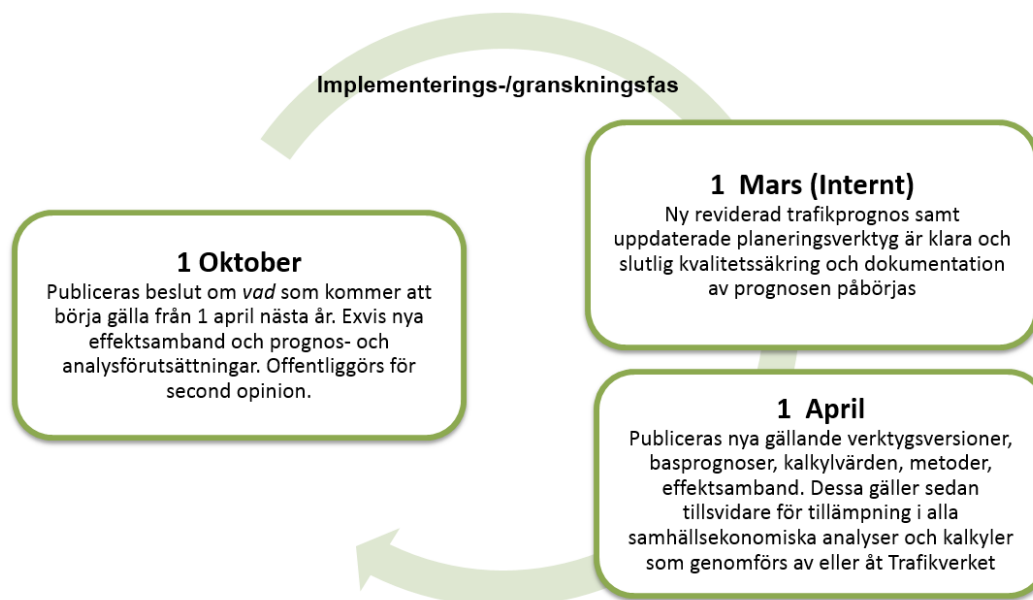 Implementerings-/granskningsfas
1 Oktober
Publiceras beslut om vad som kommer att
börja gälla från 1 april nästa år. Exvis nya
effektsamband och prognos- och
analysförutsättningar. Offentliggörs för
second opinion.
1  Mars (Internt)
Ny reviderad trafikprognos samt
uppdaterade planeringsverktyg är klara och
slutlig kvalitetssäkring och dokumentation
av prognosen påbörjas
1  April
Publiceras nya gällande verktygsversioner,
basprognoser, kalkylvärden, metoder,
effektsamband. Dessa gäller sedan
tillsvidare för tillämpning i alla
samhällsekonomiska analyser och kalkyler
som genomförs av eller åt Trafikverket